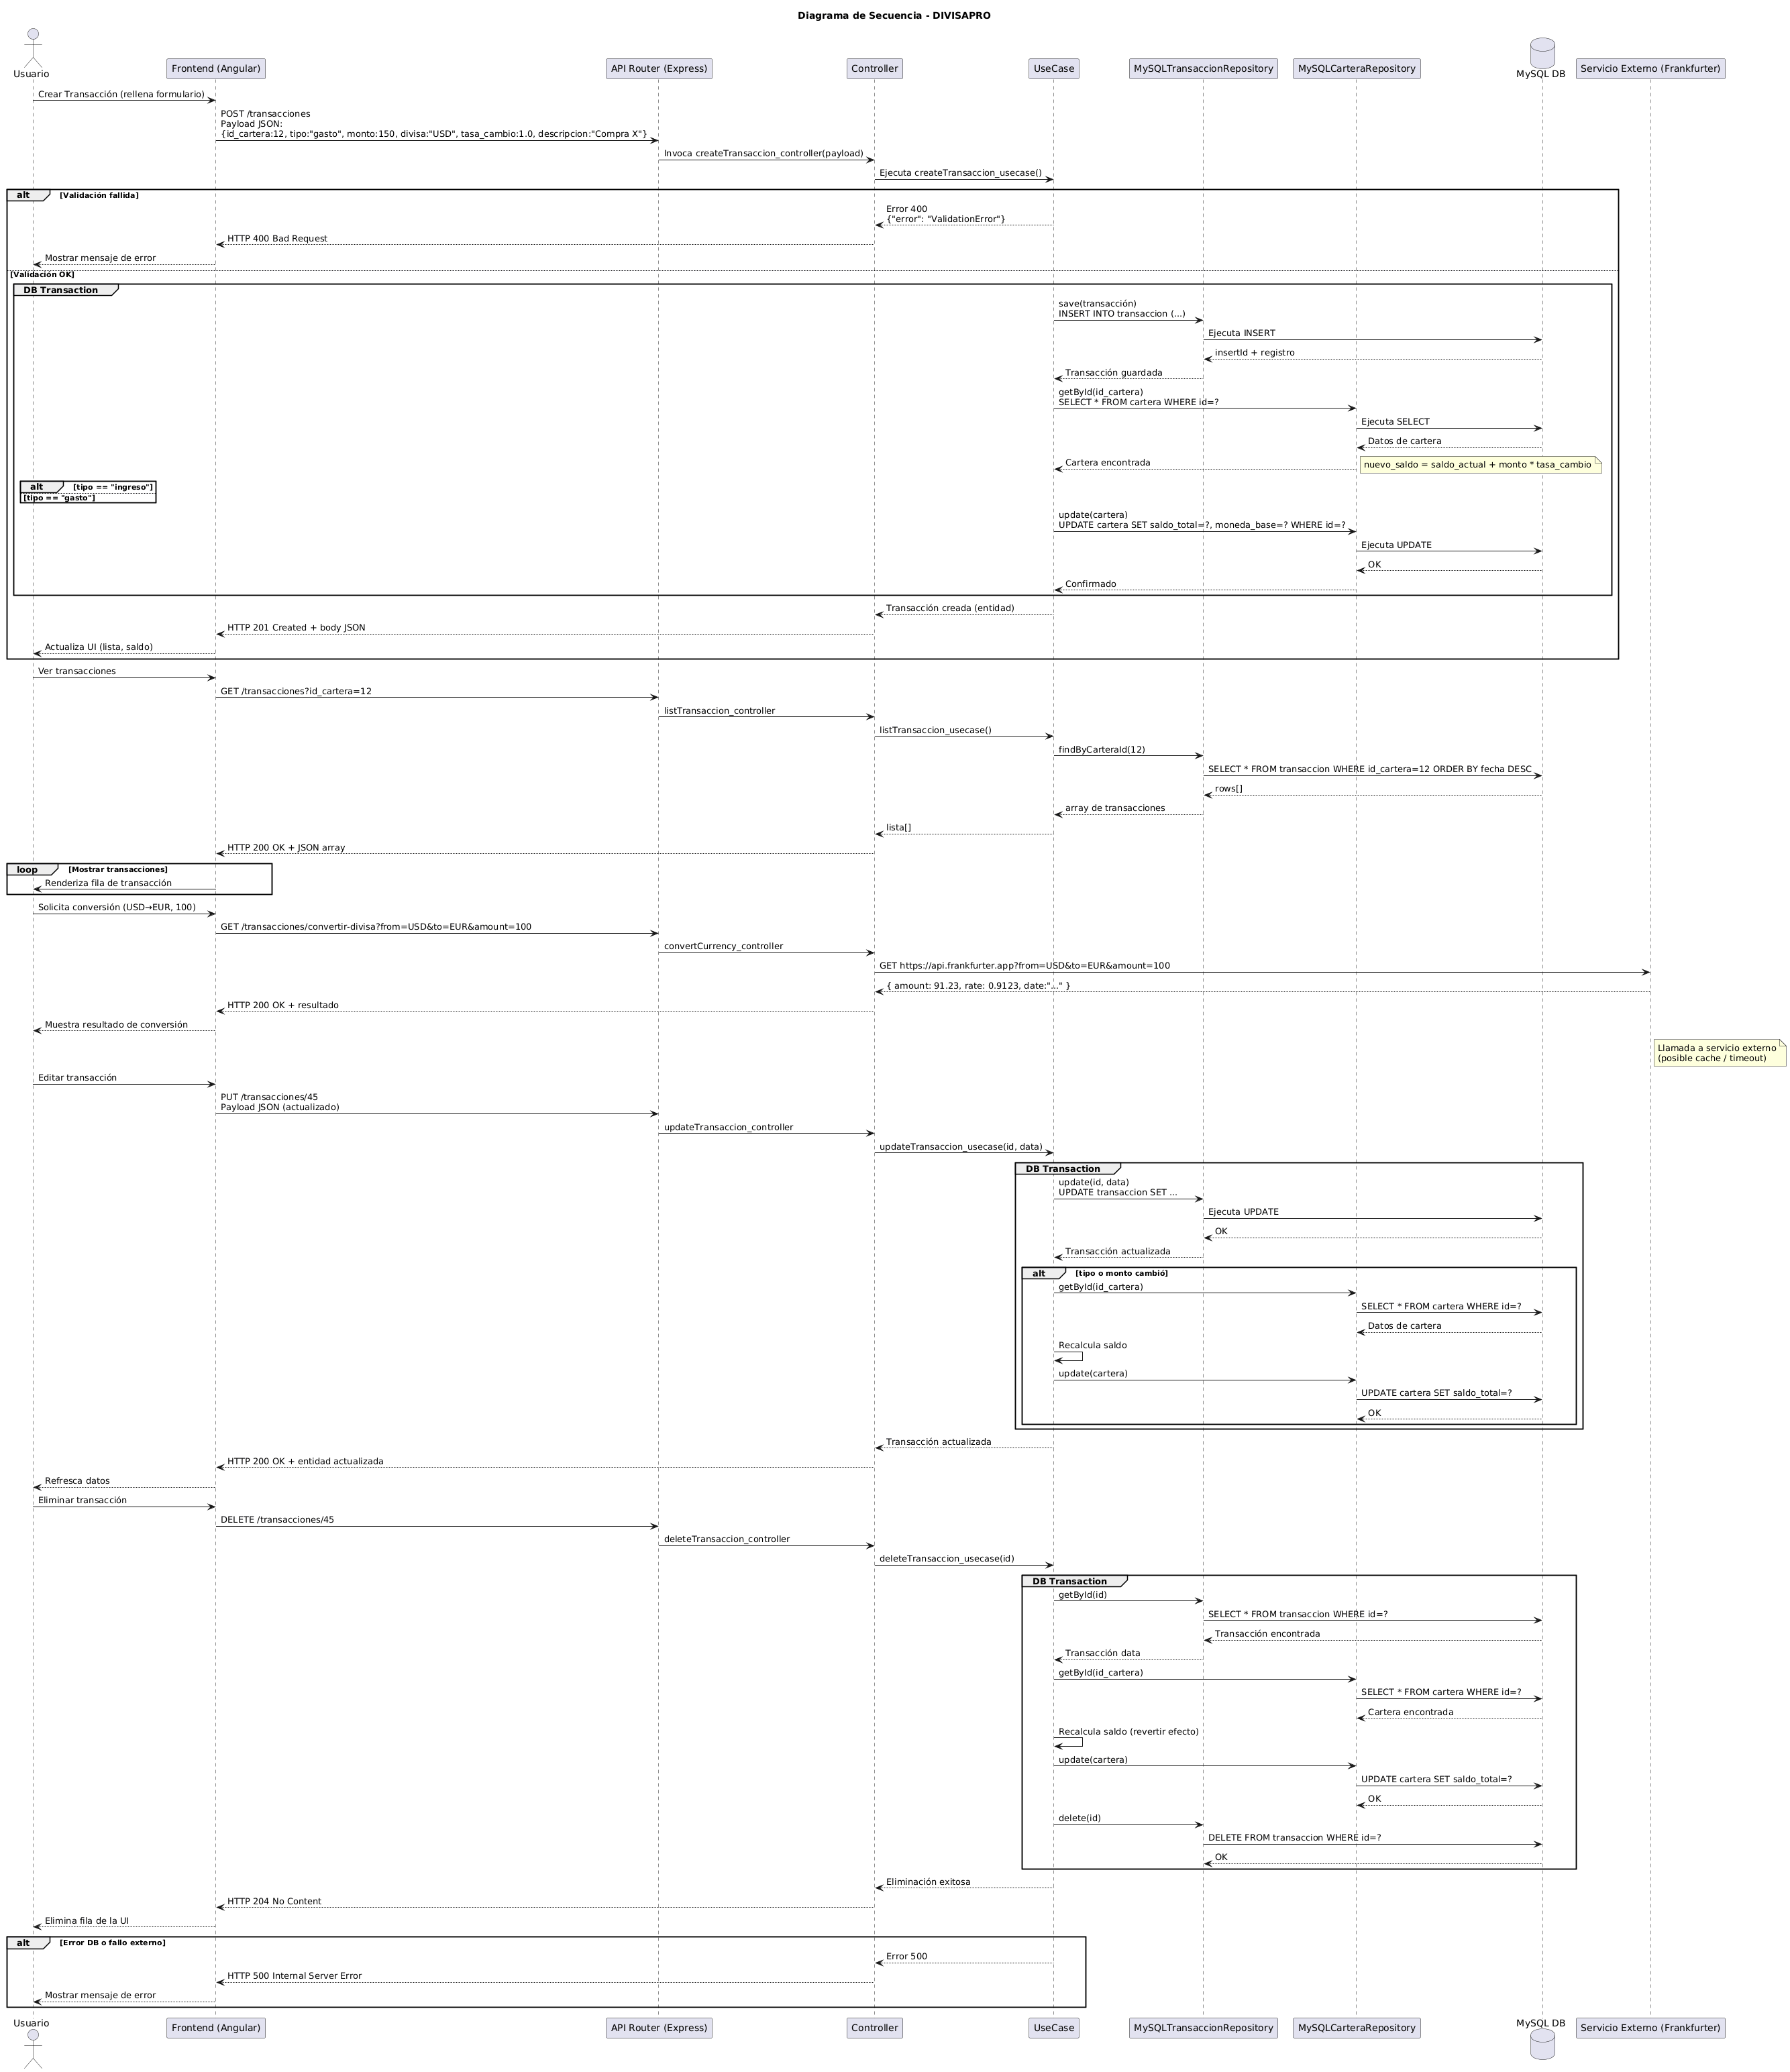 Diagrama de Secuencia - DIVISAPRO
Usuario
Frontend (Angular)
API Router (Express)
Controller
UseCase
MySQLTransaccionRepository
MySQLCarteraRepository
MySQL DB
Servicio Externo (Frankfurter)
Crear Transacción (rellena formulario)
POST /transacciones
Payload JSON:
{id_cartera:12, tipo:"gasto", monto:150, divisa:"USD", tasa_cambio:1.0, descripcion:"Compra X"}
Invoca createTransaccion_controller(payload)
Ejecuta createTransaccion_usecase()
alt [Validación fallida]
Error 400
{"error": "ValidationError"}
HTTP 400 Bad Request
Mostrar mensaje de error
[Validación OK]
DB Transaction
save(transacción)
INSERT INTO transaccion (...)
Ejecuta INSERT
insertId + registro
Transacción guardada
getById(id_cartera)
SELECT * FROM cartera WHERE id=?
Ejecuta SELECT
Datos de cartera
Cartera encontrada
nuevo_saldo = saldo_actual + monto * tasa_cambio
alt [tipo == "ingreso"]
[tipo == "gasto"]
update(cartera)
UPDATE cartera SET saldo_total=?, moneda_base=? WHERE id=?
Ejecuta UPDATE
OK
Confirmado
Transacción creada (entidad)
HTTP 201 Created + body JSON
Actualiza UI (lista, saldo)
Ver transacciones
GET /transacciones?id_cartera=12
listTransaccion_controller
listTransaccion_usecase()
findByCarteraId(12)
SELECT * FROM transaccion WHERE id_cartera=12 ORDER BY fecha DESC
rows[]
array de transacciones
lista[]
HTTP 200 OK + JSON array
loop [Mostrar transacciones]
Renderiza fila de transacción
Solicita conversión (USD→EUR, 100)
GET /transacciones/convertir-divisa?from=USD&to=EUR&amount=100
convertCurrency_controller
GET https://api.frankfurter.app?from=USD&to=EUR&amount=100
{ amount: 91.23, rate: 0.9123, date:"..." }
HTTP 200 OK + resultado
Muestra resultado de conversión
Llamada a servicio externo
(posible cache / timeout)
Editar transacción
PUT /transacciones/45
Payload JSON (actualizado)
updateTransaccion_controller
updateTransaccion_usecase(id, data)
DB Transaction
update(id, data)
UPDATE transaccion SET ...
Ejecuta UPDATE
OK
Transacción actualizada
alt [tipo o monto cambió]
getById(id_cartera)
SELECT * FROM cartera WHERE id=?
Datos de cartera
Recalcula saldo
update(cartera)
UPDATE cartera SET saldo_total=?
OK
Transacción actualizada
HTTP 200 OK + entidad actualizada
Refresca datos
Eliminar transacción
DELETE /transacciones/45
deleteTransaccion_controller
deleteTransaccion_usecase(id)
DB Transaction
getById(id)
SELECT * FROM transaccion WHERE id=?
Transacción encontrada
Transacción data
getById(id_cartera)
SELECT * FROM cartera WHERE id=?
Cartera encontrada
Recalcula saldo (revertir efecto)
update(cartera)
UPDATE cartera SET saldo_total=?
OK
delete(id)
DELETE FROM transaccion WHERE id=?
OK
Eliminación exitosa
HTTP 204 No Content
Elimina fila de la UI
alt [Error DB o fallo externo]
Error 500
HTTP 500 Internal Server Error
Mostrar mensaje de error
Usuario
Frontend (Angular)
API Router (Express)
Controller
UseCase
MySQLTransaccionRepository
MySQLCarteraRepository
MySQL DB
Servicio Externo (Frankfurter)